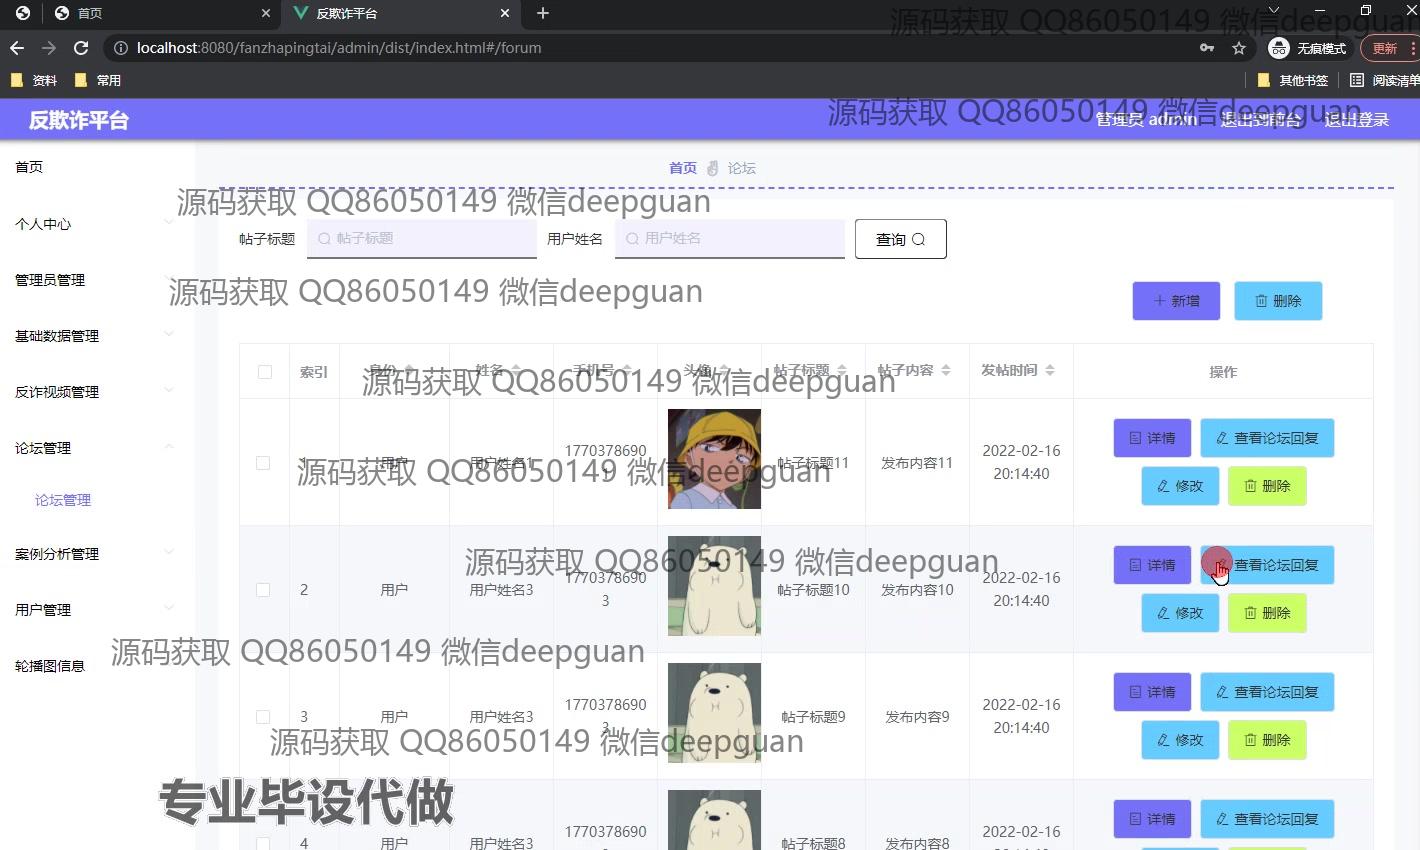 首页
反欺诈平台
localhost:8080/fanzhapingtai/admin/dist/index.html#/forum
无痕模式
更新
资料
常用
其他书签
阅读清单
源码获取 QQ86050149 微信deepguan
反欺诈平台
管理员 admin
退出到前台
退出登录
源码获取 QQ86050149 微信deepguan
首页
个人中心
管理员管理
基础数据管理
反诈视频管理
论坛管理
论坛管理
案例分析管理
用户管理
轮播图信息
首页 论坛
源码获取 QQ86050149 微信deepguan
帖子标题 帖子标题 用户姓名 用户姓名 查询
源码获取 QQ86050149 微信deepguan
新增 删除
索引 身份 姓名 手机号 头像 帖子标题 帖子内容 发帖时间 操作
源码获取 QQ86050149 微信deepguan
1 用户 用户姓名1 1770378690 帖子标题11 发布内容11 2022-02-16 20:14:40 详情 查看论坛回复
修改 删除
源码获取 QQ86050149 微信deepguan
2 用户 用户姓名3 1770378690 3 帖子标题10 发布内容10 2022-02-16 20:14:40 详情 查看论坛回复
修改 删除
源码获取 QQ86050149 微信deepguan
源码获取 QQ86050149 微信deepguan
3 用户 用户姓名3 1770378690 3 帖子标题9 发布内容9 2022-02-16 20:14:40 详情 查看论坛回复
修改 删除
源码获取 QQ86050149 微信deepguan
专业毕设代做
4 用户 用户姓名3 1770378690 帖子标题8 发布内容8 2022-02-16 详情 查看论坛回复